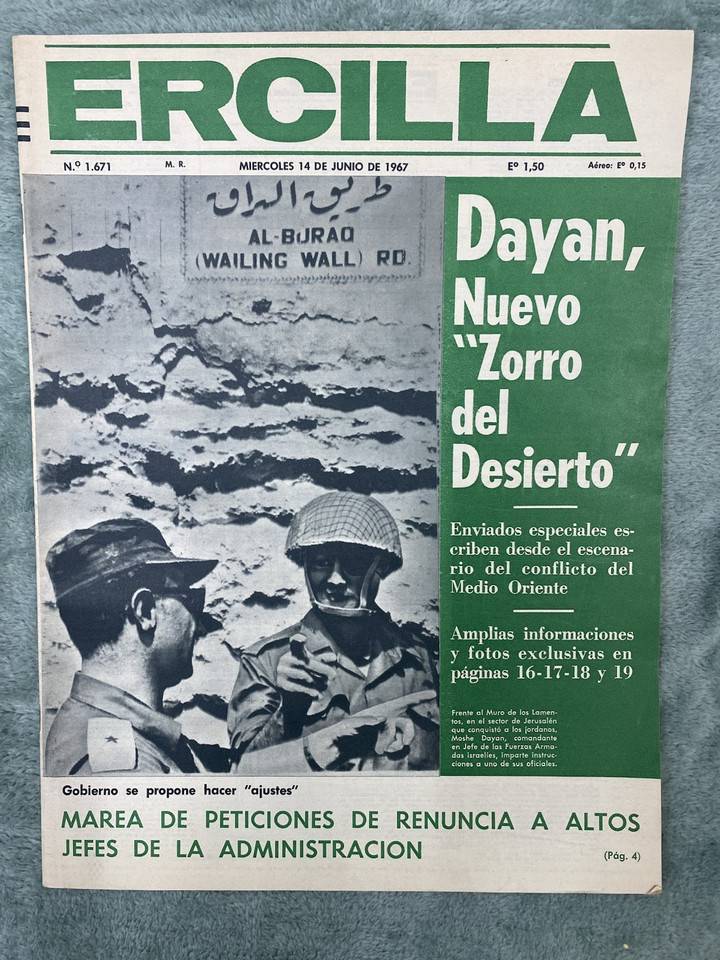 ERCILLA
N.º 1.671 M. R. MIERCOLES 14 DE JUNIO DE 1967 Eº 1,50 Aéreo: Eº 0,15
طريق البراق
AL-BURAQ
(WAILING WALL) RD.
Dayan,
Nuevo
"Zorro
del
Desierto"
Enviados especiales es-
criben desde el escena-
rio del conflicto del
Medio Oriente
Amplias informaciones
y fotos exclusivas en
páginas 16-17-18 y 19
Frente al Muro de los Lamen-
tos, en el sector de Jerusalén
que conquistó a los jordanos,
Moshe Dayan, comandante
en Jefe de las Fuerzas Arma-
das israelíes, imparte instruc-
ciones a uno de sus oficiales.
Gobierno se propone hacer "ajustes"
MAREA DE PETICIONES DE RENUNCIA A ALTOS
JEFES DE LA ADMINISTRACION
(Pág. 4)